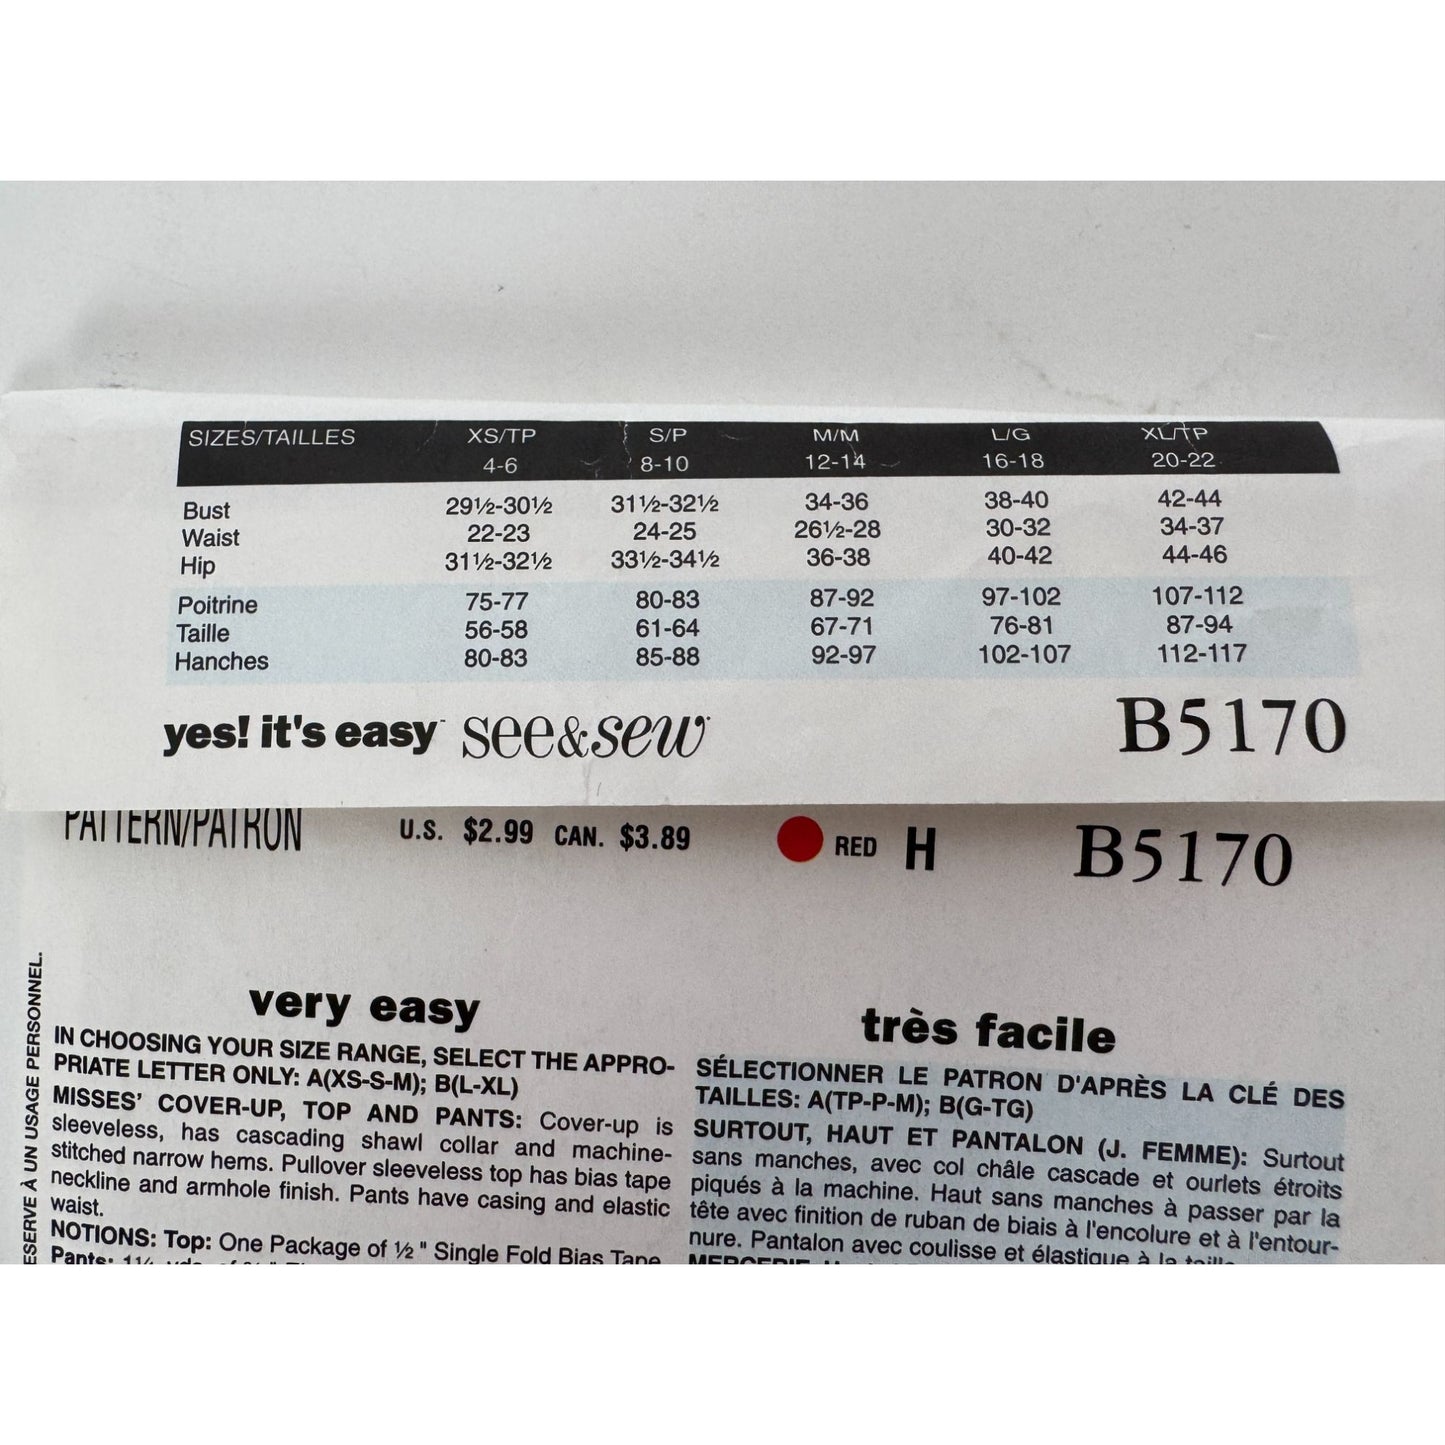 SIZES/TAILLES XS/TP S/P M/M L/G XL/TP
4-6 8-10 12-14 16-18 20-22
Bust 29½-30½ 31½-32½ 34-36 38-40 42-44
Waist 22-23 24-25 26½-28 30-32 34-37
Hip 31½-32½ 33½-34½ 36-38 40-42 44-46
Poitrine 75-77 80-83 87-92 97-102 107-112
Taille 56-58 61-64 67-71 76-81 87-94
Hanches 80-83 85-88 92-97 102-107 112-117
yes! it's easy™ see&sew B5170
PATTERN/PATRON U.S. $2.99 CAN. $3.89 RED H B5170
very easy
IN CHOOSING YOUR SIZE RANGE, SELECT THE APPRO-
PRIATE LETTER ONLY: A(XS-S-M); B(L-XL)
MISSES' COVER-UP, TOP AND PANTS: Cover-up is
sleeveless, has cascading shawl collar and machine-
stitched narrow hems. Pullover sleeveless top has bias tape
neckline and armhole finish. Pants have casing and elastic
waist.
NOTIONS: Top: One Package of ½ " Single Fold Bias Tape.
Pants: 1¼ yds. of
très facile
SÉLECTIONNER LE PATRON D'APRÈS LA CLÉ DES
TAILLES: A(TP-P-M); B(G-TG)
SURTOUT, HAUT ET PANTALON (J. FEMME): Surtout
sans manches, avec col châle cascade et ourlets étroits
piqués à la machine. Haut sans manches à passer par la
tête avec finition de ruban de biais à l'encolure et à l'entour-
nure. Pantalon avec coulisse et élastique à la taille
MERCERIE:
ESERVE À UN USAGE PERSONNEL.